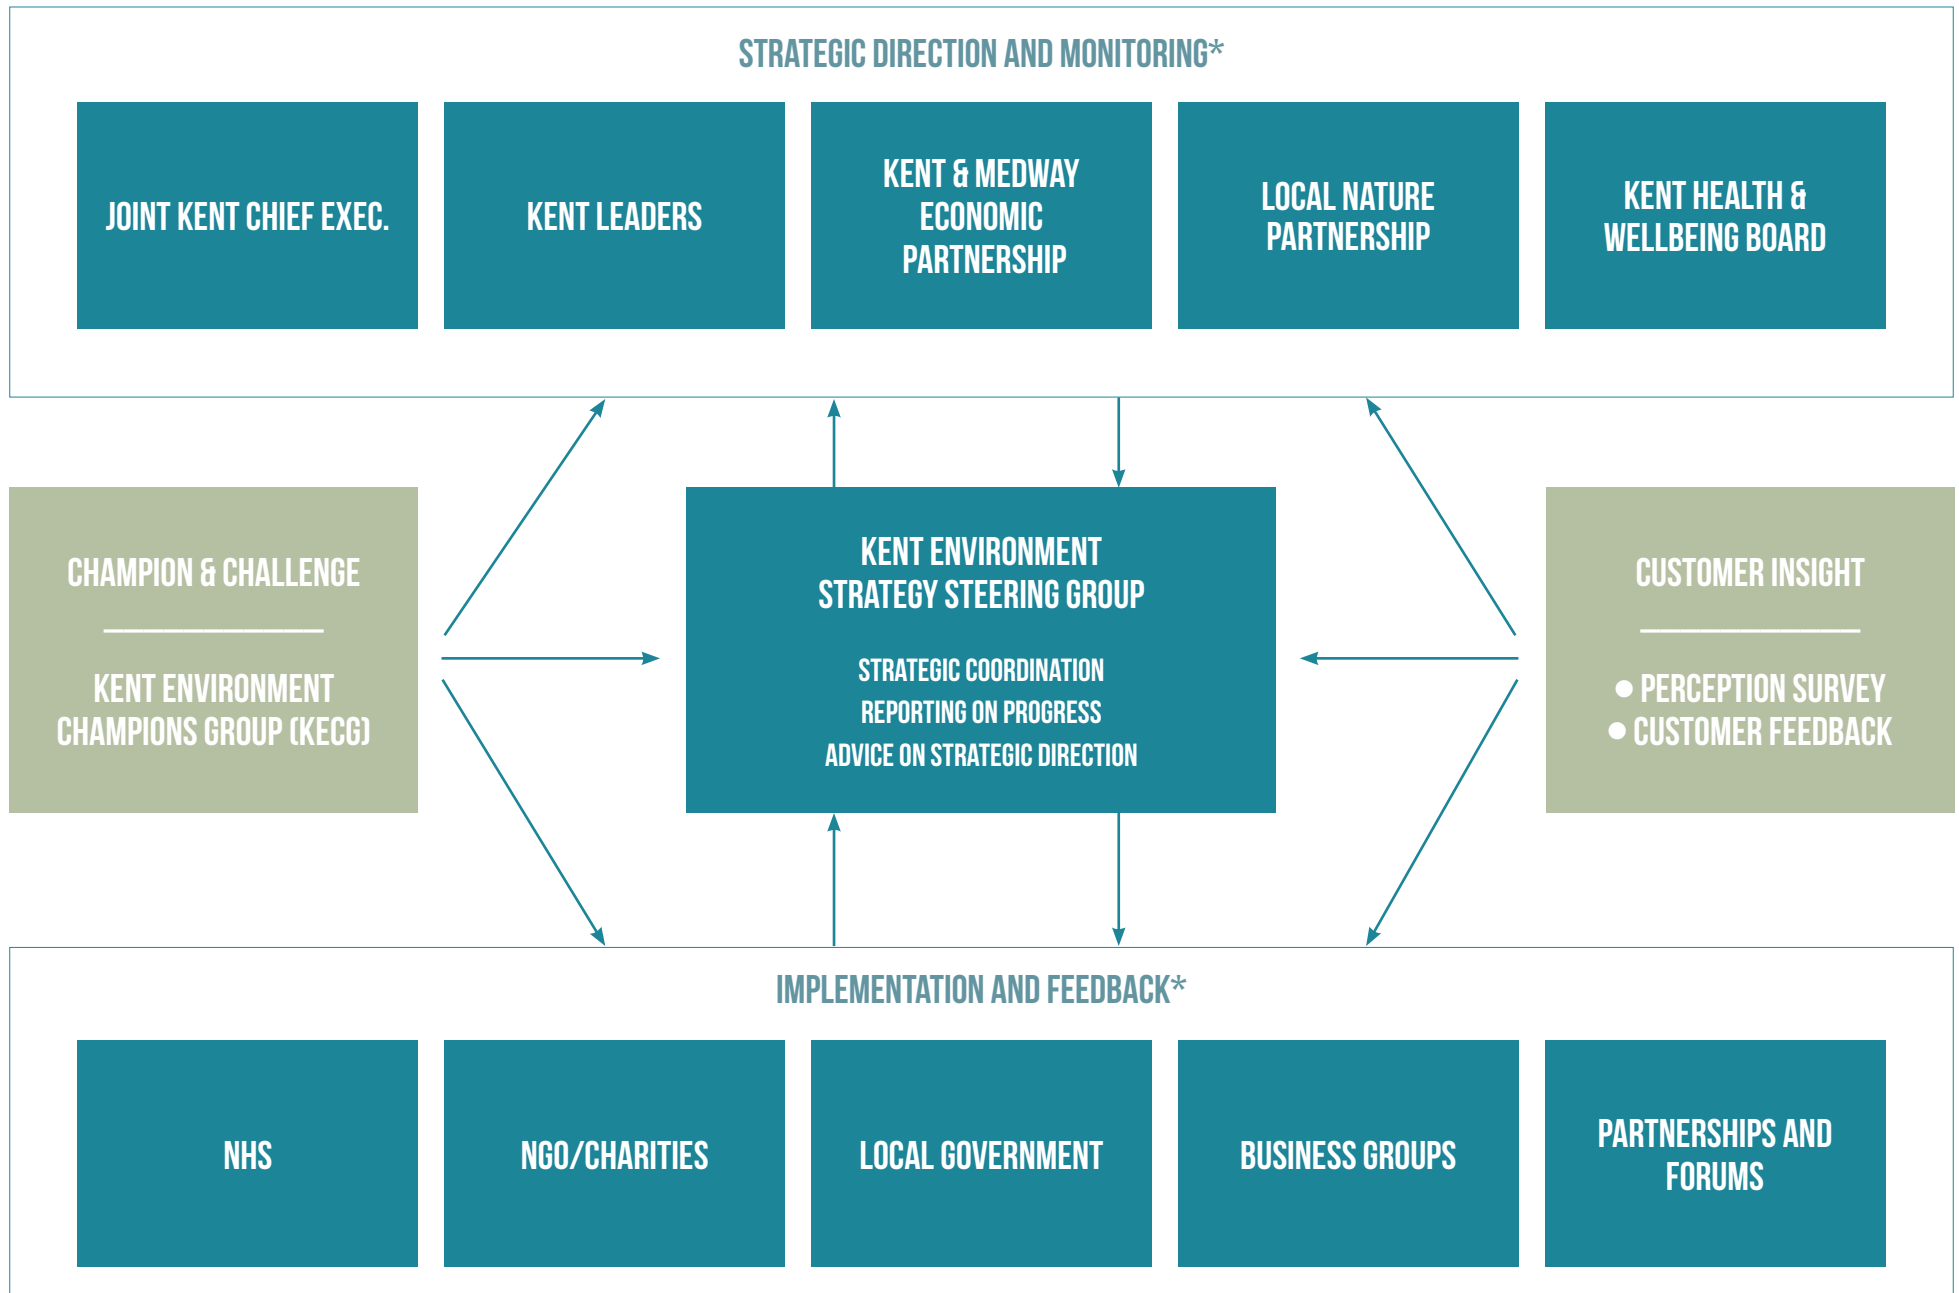 STRATEGIC DIRECTION AND MONITORING*
JOINT KENT CHIEF EXEC.
KENT LEADERS
KENT & MEDWAY
ECONOMIC
PARTNERSHIP
LOCAL NATURE
PARTNERSHIP
KENT HEALTH &
WELLBEING BOARD
CHAMPION & CHALLENGE
KENT ENVIRONMENT
CHAMPIONS GROUP (KECG)
KENT ENVIRONMENT
STRATEGY STEERING GROUP
STRATEGIC COORDINATION
REPORTING ON PROGRESS
ADVICE ON STRATEGIC DIRECTION
CUSTOMER INSIGHT
● PERCEPTION SURVEY
● CUSTOMER FEEDBACK
IMPLEMENTATION AND FEEDBACK*
NHS
NGO/CHARITIES
LOCAL GOVERNMENT
BUSINESS GROUPS
PARTNERSHIPS AND
FORUMS